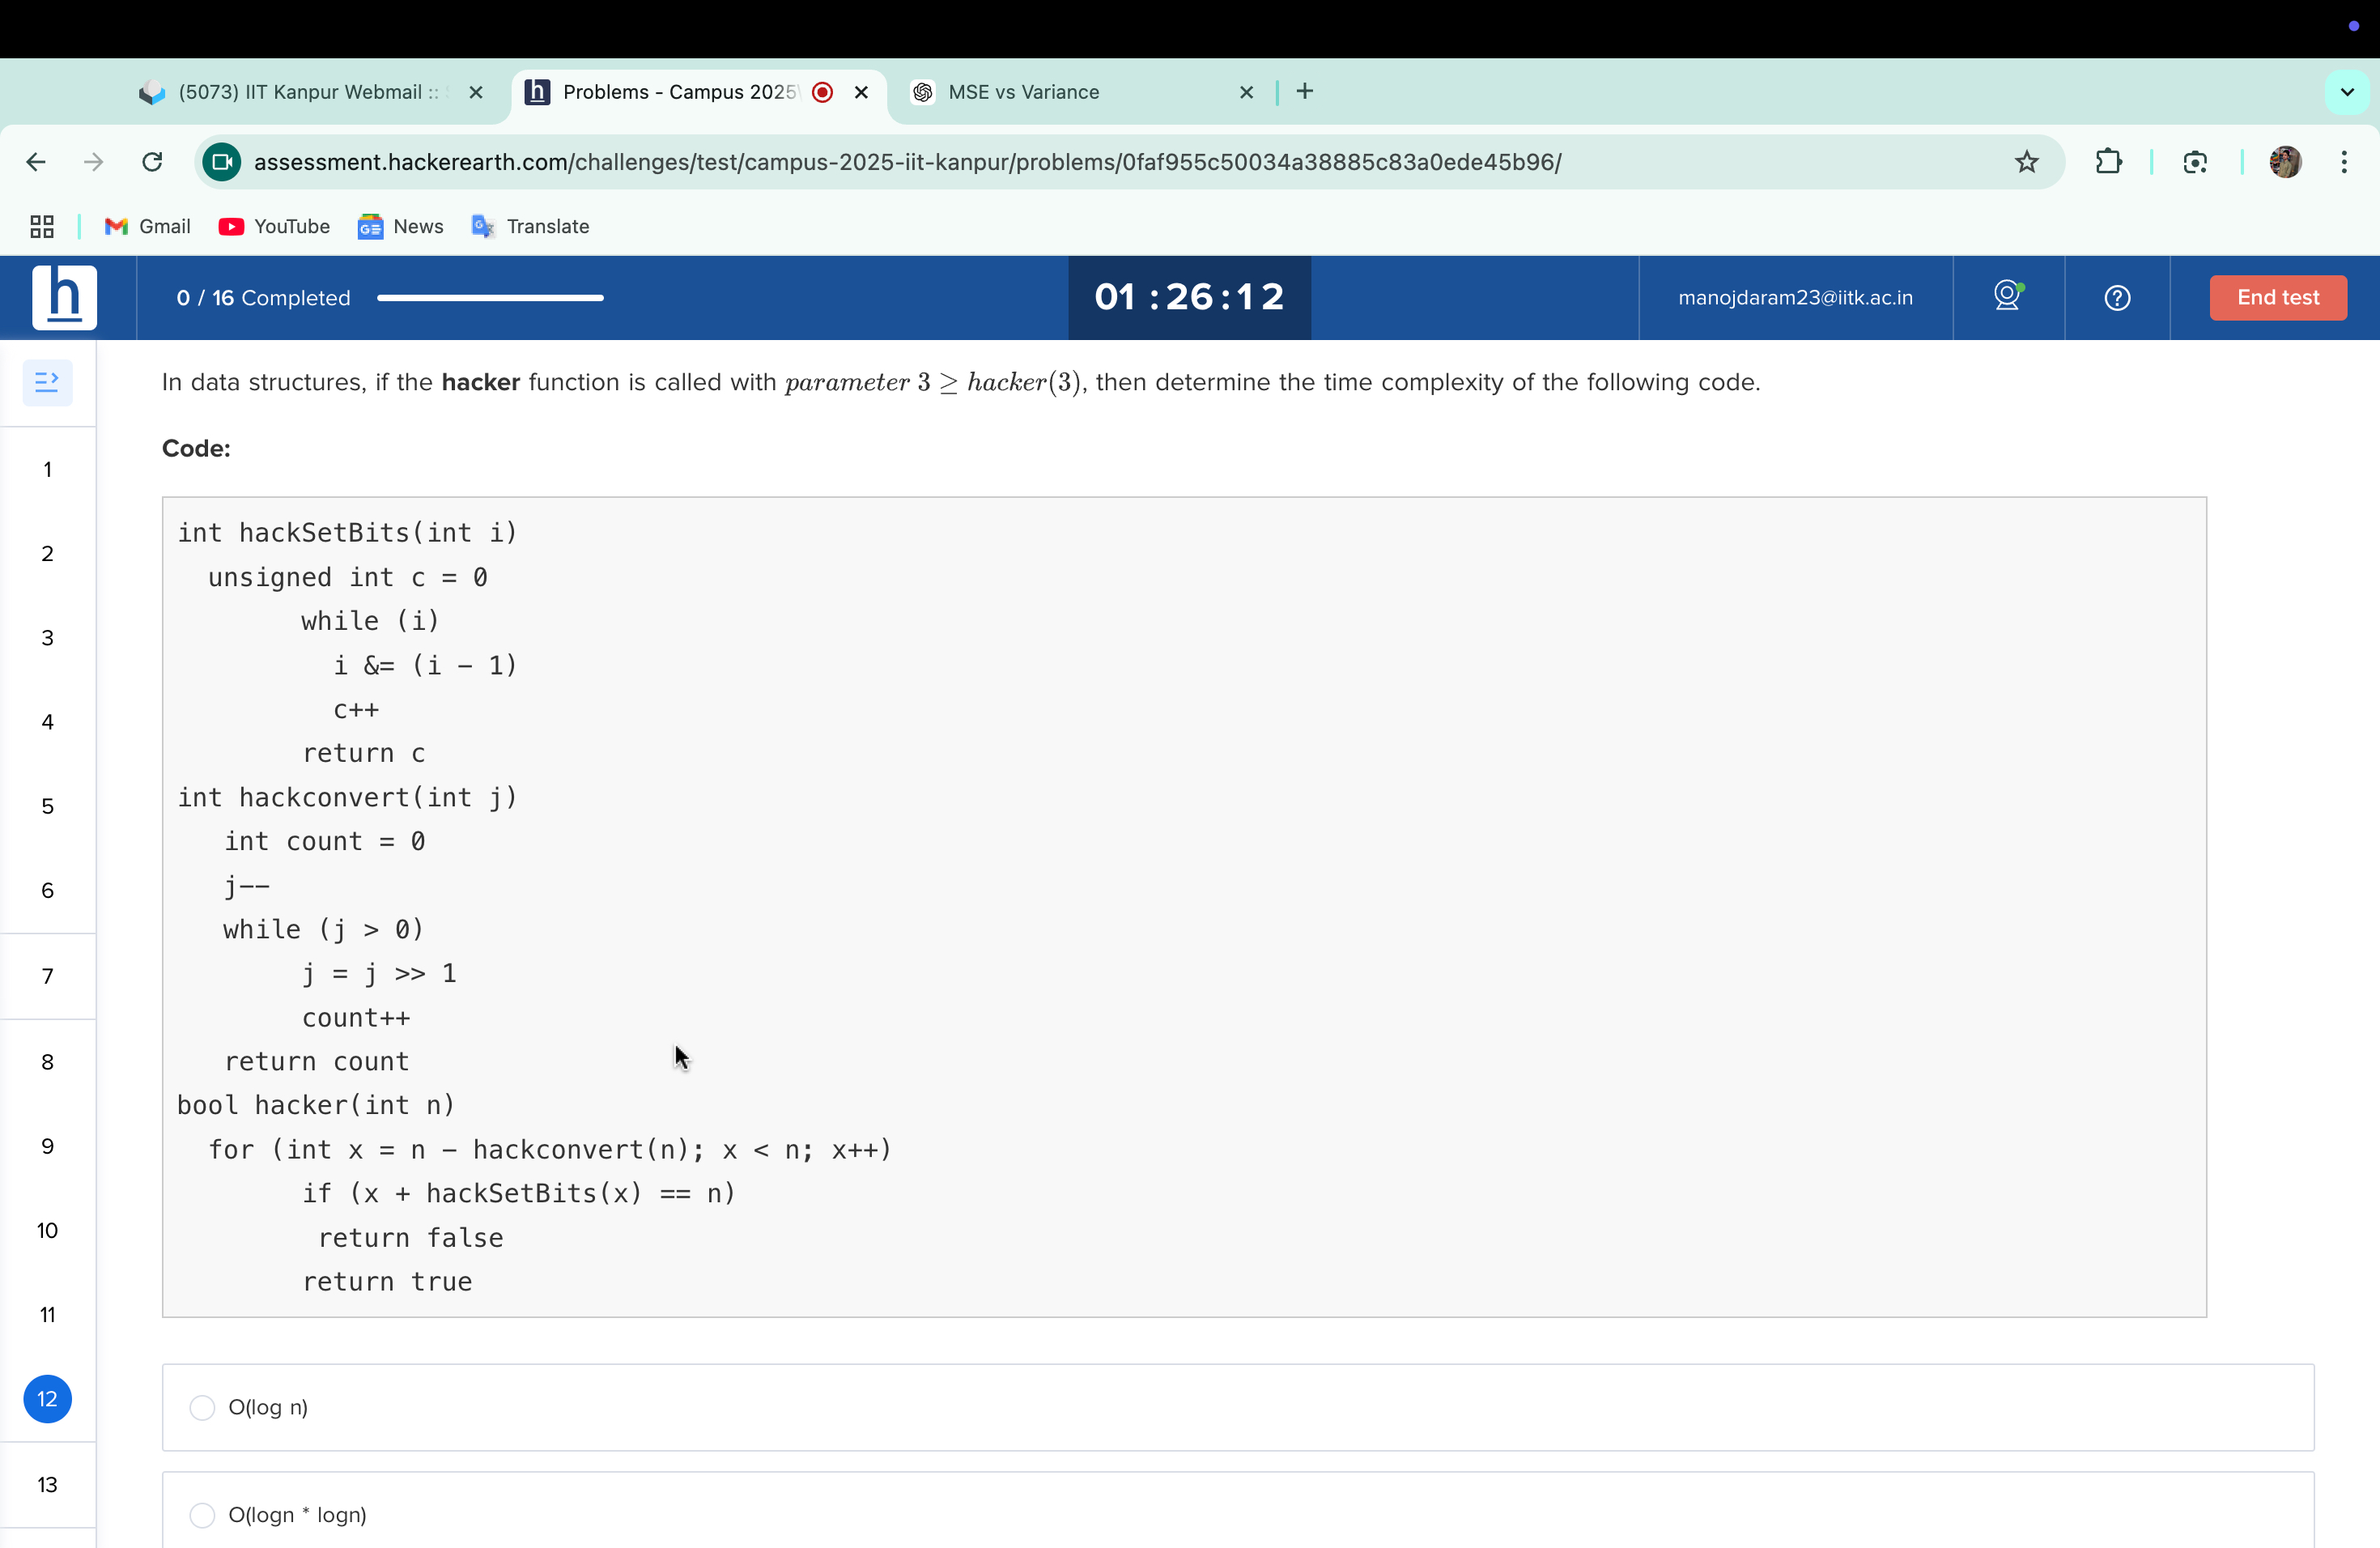 (5073) IIT Kanpur Webmail ::
Problems - Campus 2025
MSE vs Variance
assessment.hackerearth.com/challenges/test/campus-2025-iit-kanpur/problems/0faf955c50034a38885c83a0ede45b96/
Gmail
YouTube
News
Translate
h
0 / 16 Completed
01 : 26 : 12
manojdaram23@iitk.ac.in
End test
In data structures, if the hacker function is called with parameter 3 ≥ hacker(3), then determine the time complexity of the following code.
Code:
int hackSetBits(int i)
  unsigned int c = 0
        while (i)
          i &= (i - 1)
          c++
        return c
int hackconvert(int j)
   int count = 0
   j--
   while (j > 0)
        j = j >> 1
        count++
   return count
bool hacker(int n)
  for (int x = n - hackconvert(n); x < n; x++)
        if (x + hackSetBits(x) == n)
         return false
        return true
1
2
3
4
5
6
7
8
9
10
11
12
13
O(log n)
O(logn * logn)